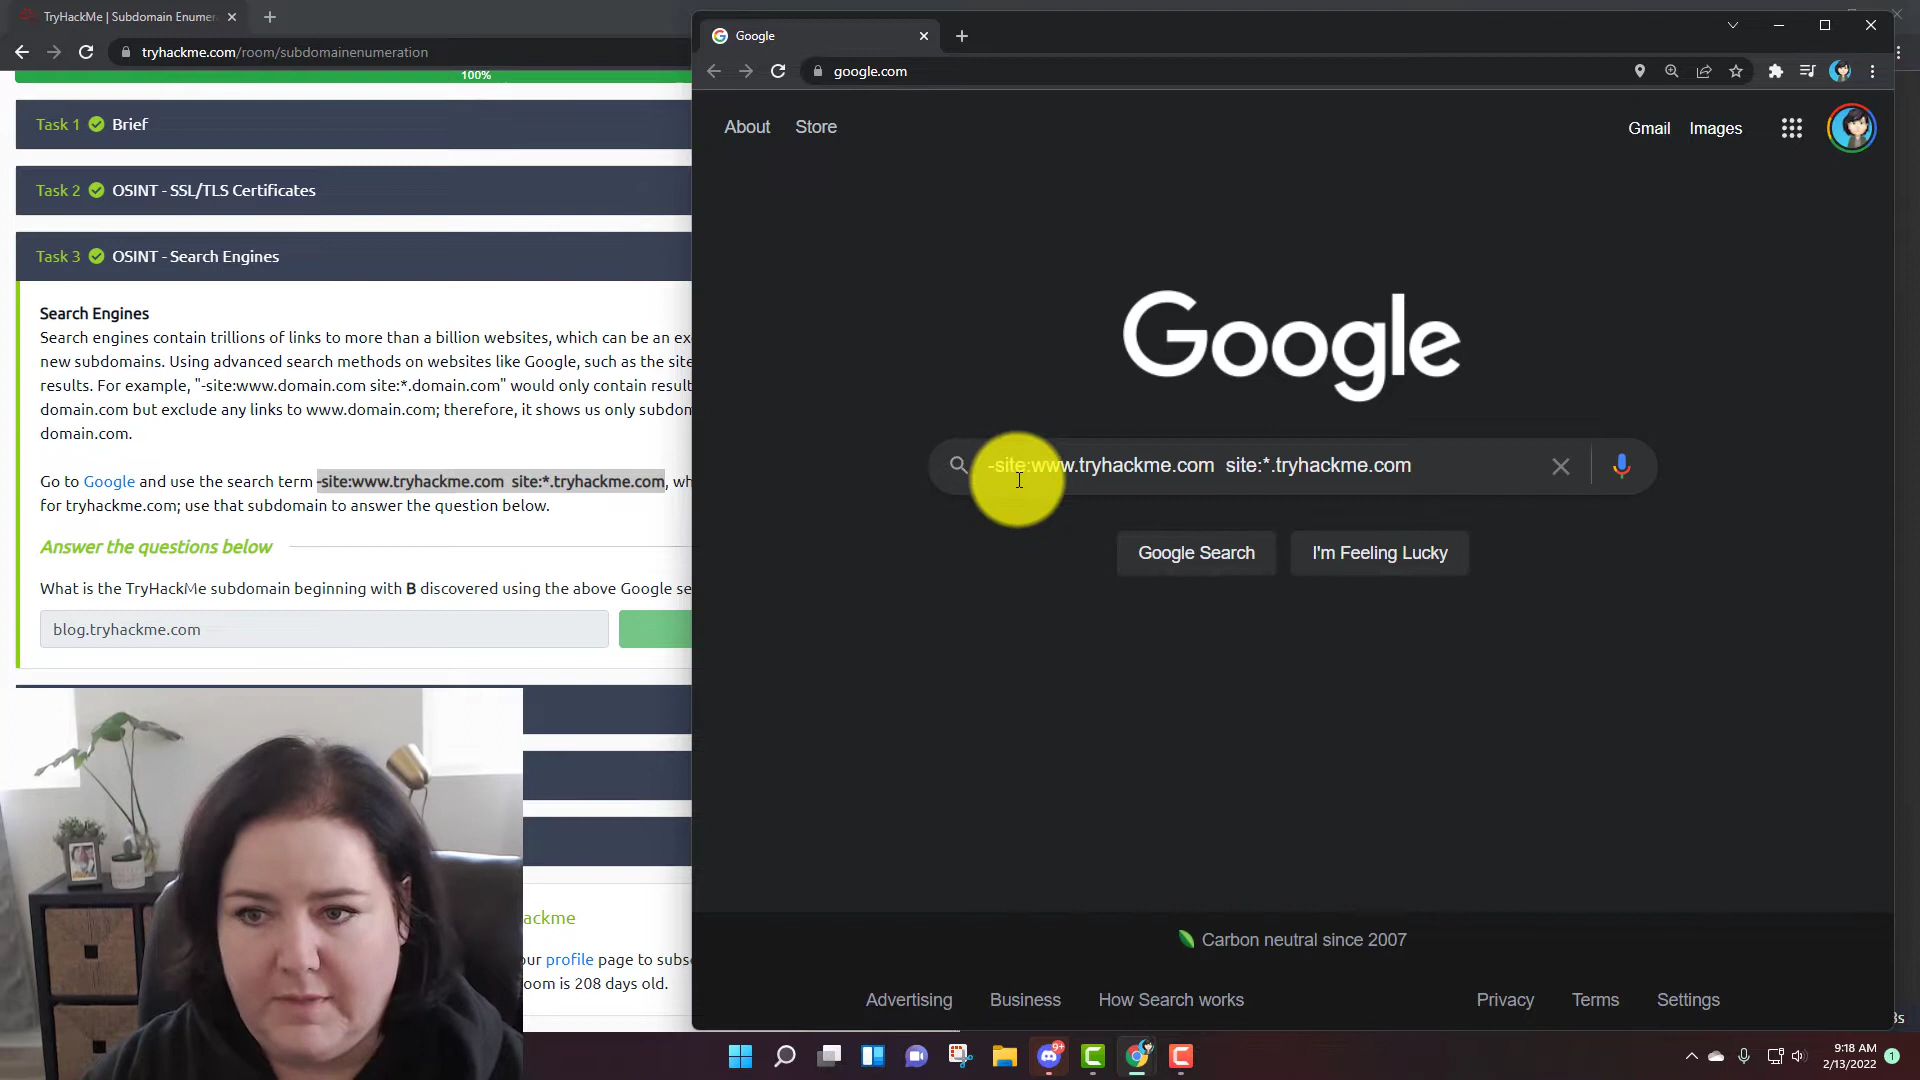 TryHackMe | Subdomain Enumer
tryhackme.com/room/subdomainenumeration
100%
Task 1 Brief
Task 2 OSINT - SSL/TLS Certificates
Task 3 OSINT - Search Engines
Search Engines
Search engines contain trillions of links to more than a billion websites, which can be an ex
new subdomains. Using advanced search methods on websites like Google, such as the site
results. For example, "-site:www.domain.com site:*.domain.com" would only contain result
domain.com but exclude any links to www.domain.com; therefore, it shows us only subdom
domain.com.
Go to Google and use the search term -site:www.tryhackme.com site:*.tryhackme.com, wh
for tryhackme.com; use that subdomain to answer the question below.
Answer the questions below
What is the TryHackMe subdomain beginning with B discovered using the above Google se
blog.tryhackme.com
ackme
our profile page to subs
oom is 208 days old.
Google
google.com
About Store
Gmail Images
Google
-site:www.tryhackme.com site:*.tryhackme.com
Google Search I'm Feeling Lucky
Carbon neutral since 2007
Advertising Business How Search works Privacy Terms Settings
9+
9:18 AM
2/13/2022
1